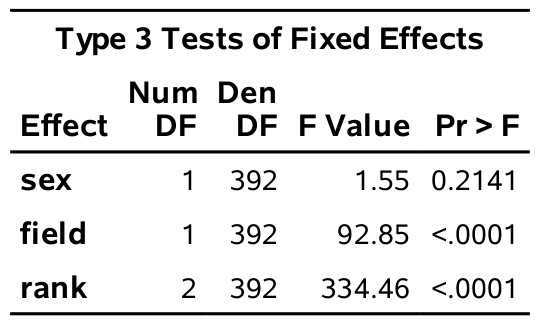 Type 3 Tests of Fixed Effects
Num Den
Effect DF DF F Value Pr > F
sex 1 392 1.55 0.2141
field 1 392 92.85 <.0001
rank 2 392 334.46 <.0001